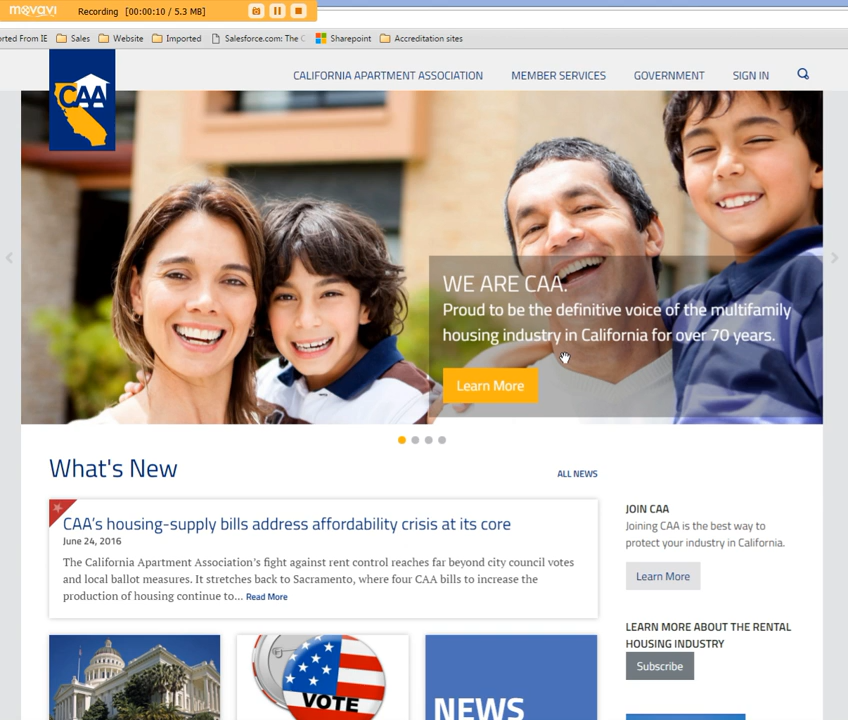 movavi Recording [00:00:10 / 5.3 MB]
rted From IE Sales Website Imported Salesforce.com: The C Sharepoint Accreditation sites
CAA
CALIFORNIA APARTMENT ASSOCIATION MEMBER SERVICES GOVERNMENT SIGN IN
WE ARE CAA.
Proud to be the definitive voice of the multifamily
housing industry in California for over 70 years.
Learn More
What's New
ALL NEWS
CAA's housing-supply bills address affordability crisis at its core
June 24, 2016
The California Apartment Association's fight against rent control reaches far beyond city council votes
and local ballot measures. It stretches back to Sacramento, where four CAA bills to increase the
production of housing continue to... Read More
JOIN CAA
Joining CAA is the best way to
protect your industry in California.
Learn More
LEARN MORE ABOUT THE RENTAL
HOUSING INDUSTRY
Subscribe
VOTE
NEWS